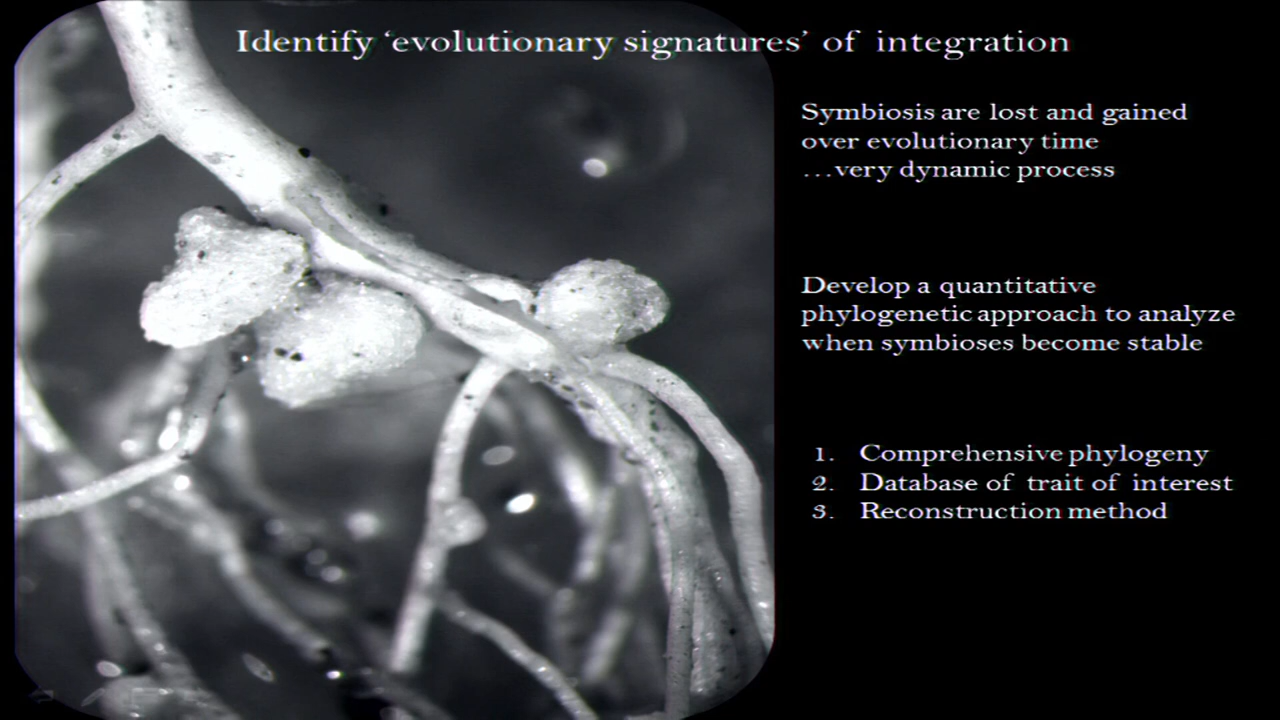 Identify ‘evolutionary signatures’ of integration
Symbiosis are lost and gained
over evolutionary time
…very dynamic process
Develop a quantitative
phylogenetic approach to analyze
when symbioses become stable
1. Comprehensive phylogeny
2. Database of trait of interest
3. Reconstruction method